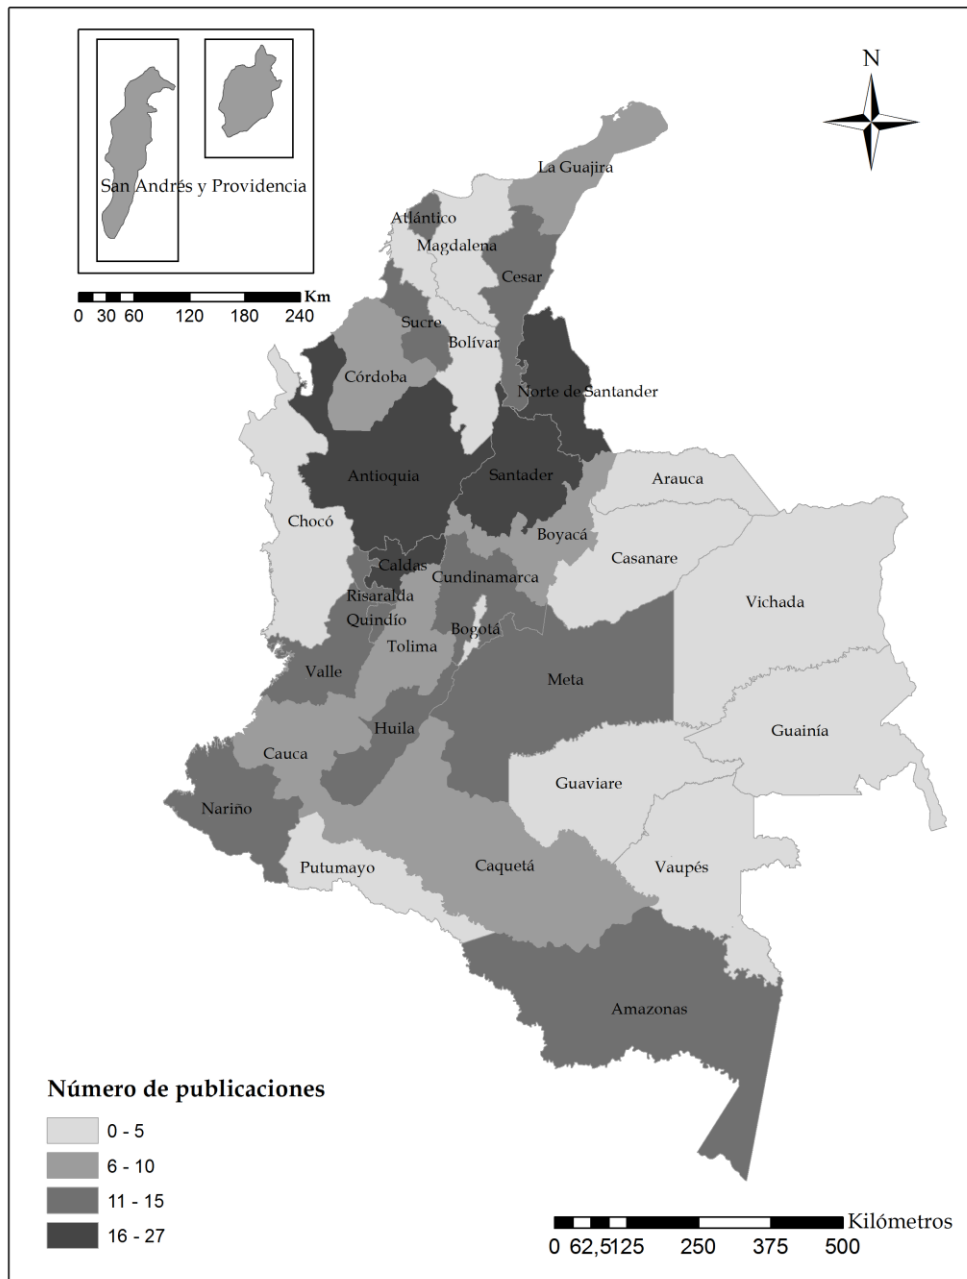 N
San Andrés y Providencia
Km
0 30 60 120 180 240
La Guajira
Atlántico
Magdalena
Cesar
Sucre
Bolívar
Córdoba
Norte de Santander
Antioquia
Santader
Arauca
Chocó
Boyacá
Casanare
Caldas
Cundinamarca
Risaralda
Vichada
Quindío
Bogotá
Tolima
Valle
Meta
Guainía
Huila
Cauca
Guaviare
Nariño
Putumayo
Caquetá
Vaupés
Amazonas
Número de publicaciones
0 - 5
6 - 10
11 - 15
16 - 27
Kilómetros
0 62,5125 250 375 500